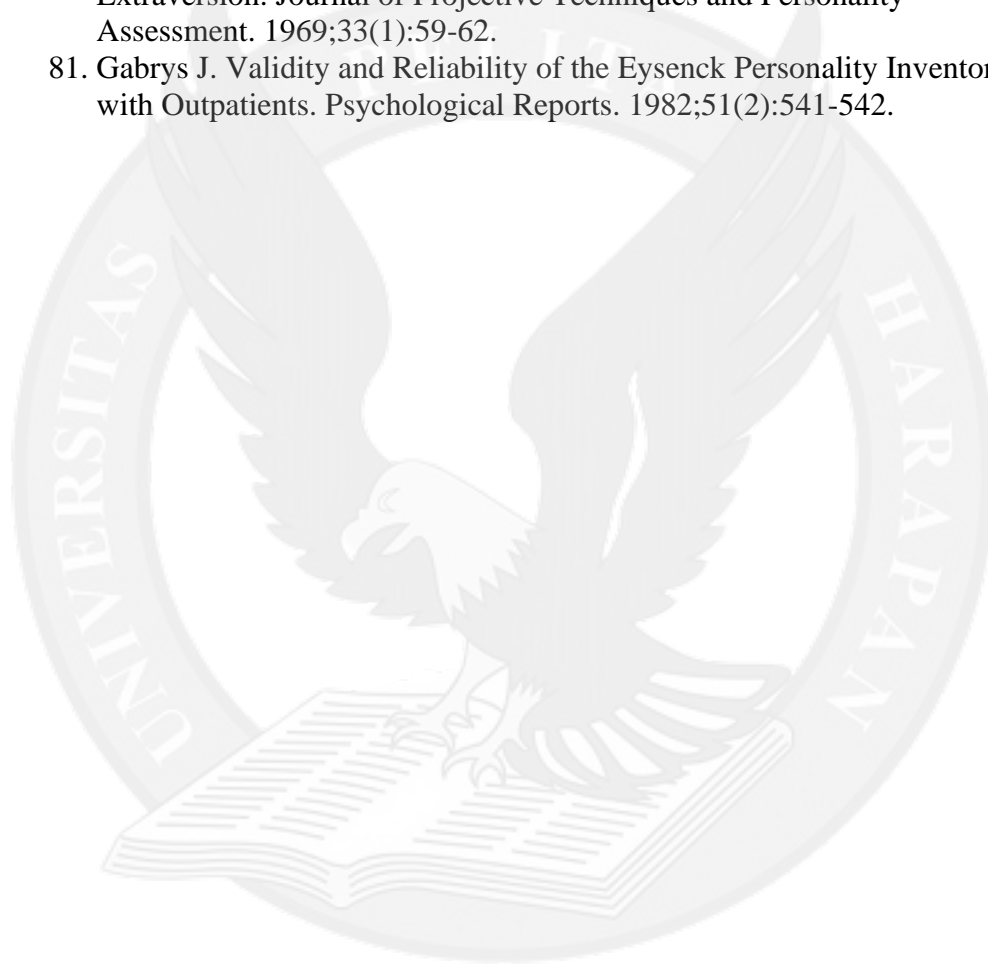 Extraversion. Journal of Projective Techniques and Personality
Assessment. 1969;33(1):59-62.
81. Gabrys J. Validity and Reliability of the Eysenck Personality
with Outpatients. Psychological Reports. 1982;51(2):541-542.
UNIVERSITAS
PELITA
HARAPAN